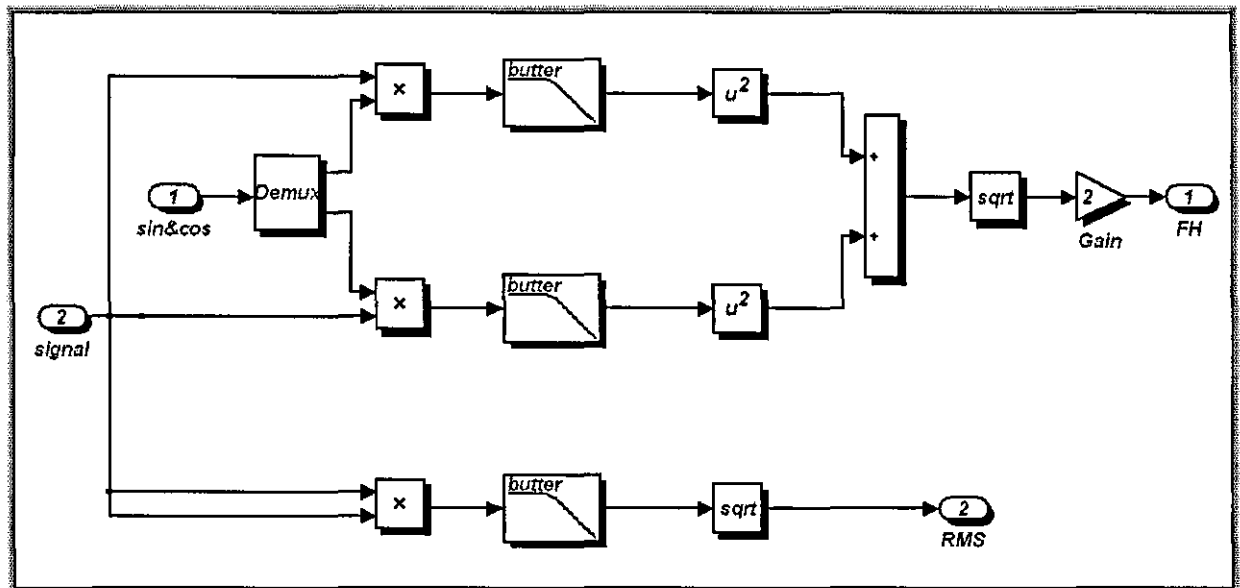 butter
×
u²
Demux
1
sin&cos
+
+
sqrt
2
Gain
1
FH
butter
×
u²
2
signal
butter
×
sqrt
2
RMS